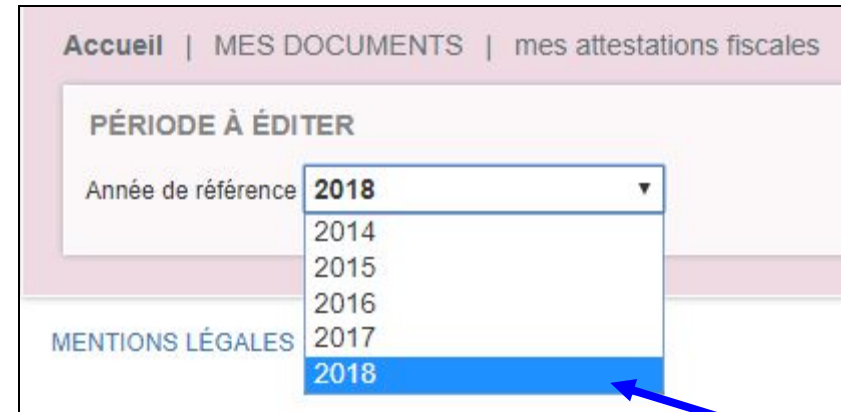 Accueil | MES DOCUMENTS | mes attestations fiscales
PÉRIODE À ÉDITER
Année de référence 2018
2014
2015
2016
2017
2018
MENTIONS LÉGALES